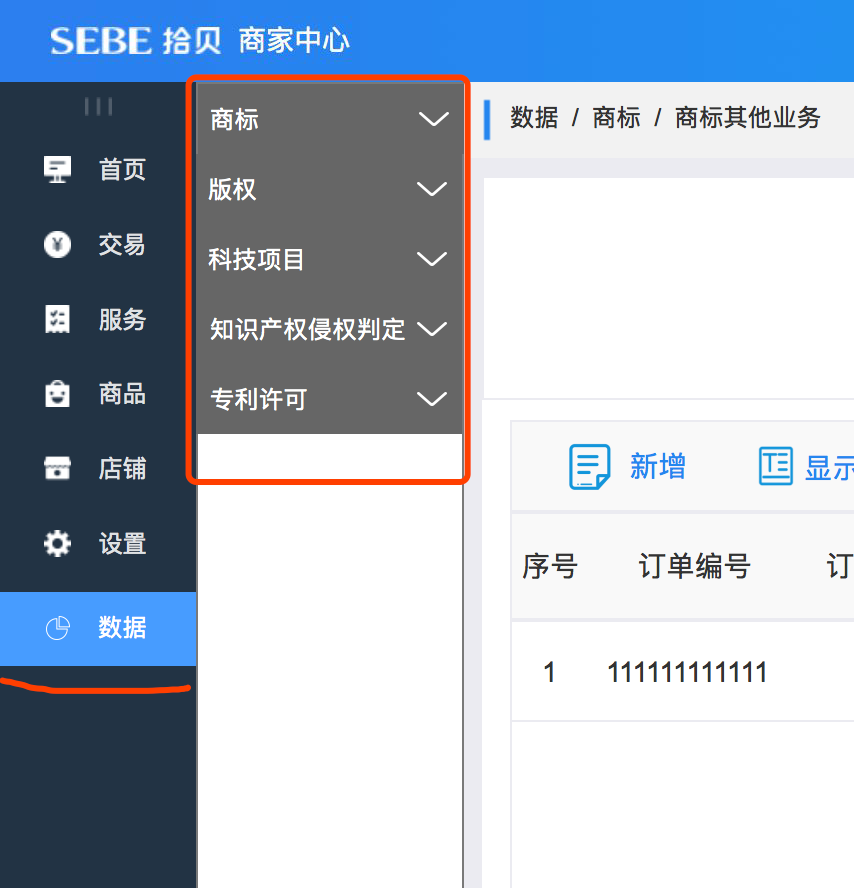 SEBE 拾贝 商家中心
首页
交易
服务
商品
店铺
设置
数据
商标
版权
科技项目
知识产权侵权判定
专利许可
数据 / 商标 / 商标其他业务
新增 显示
序号 订单编号 订
1 111111111111